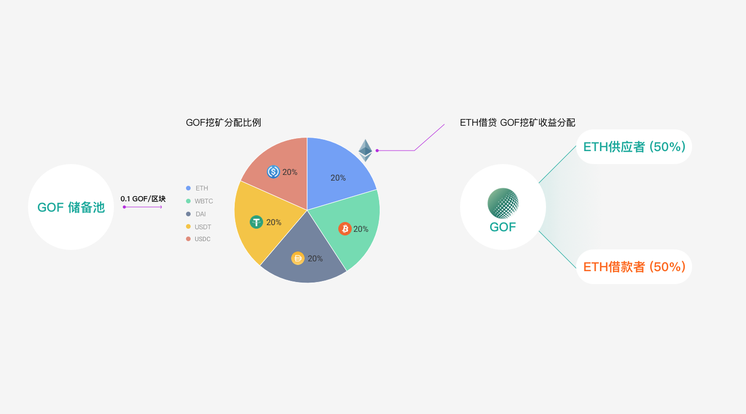 GOF挖矿分配比例
ETH借贷 GOF挖矿收益分配
GOF 储备池
0.1 GOF/区块
ETH
WBTC
DAI
USDT
USDC
20%
20%
20%
20%
20%
GOF
ETH供应者 (50%)
ETH借款者 (50%)